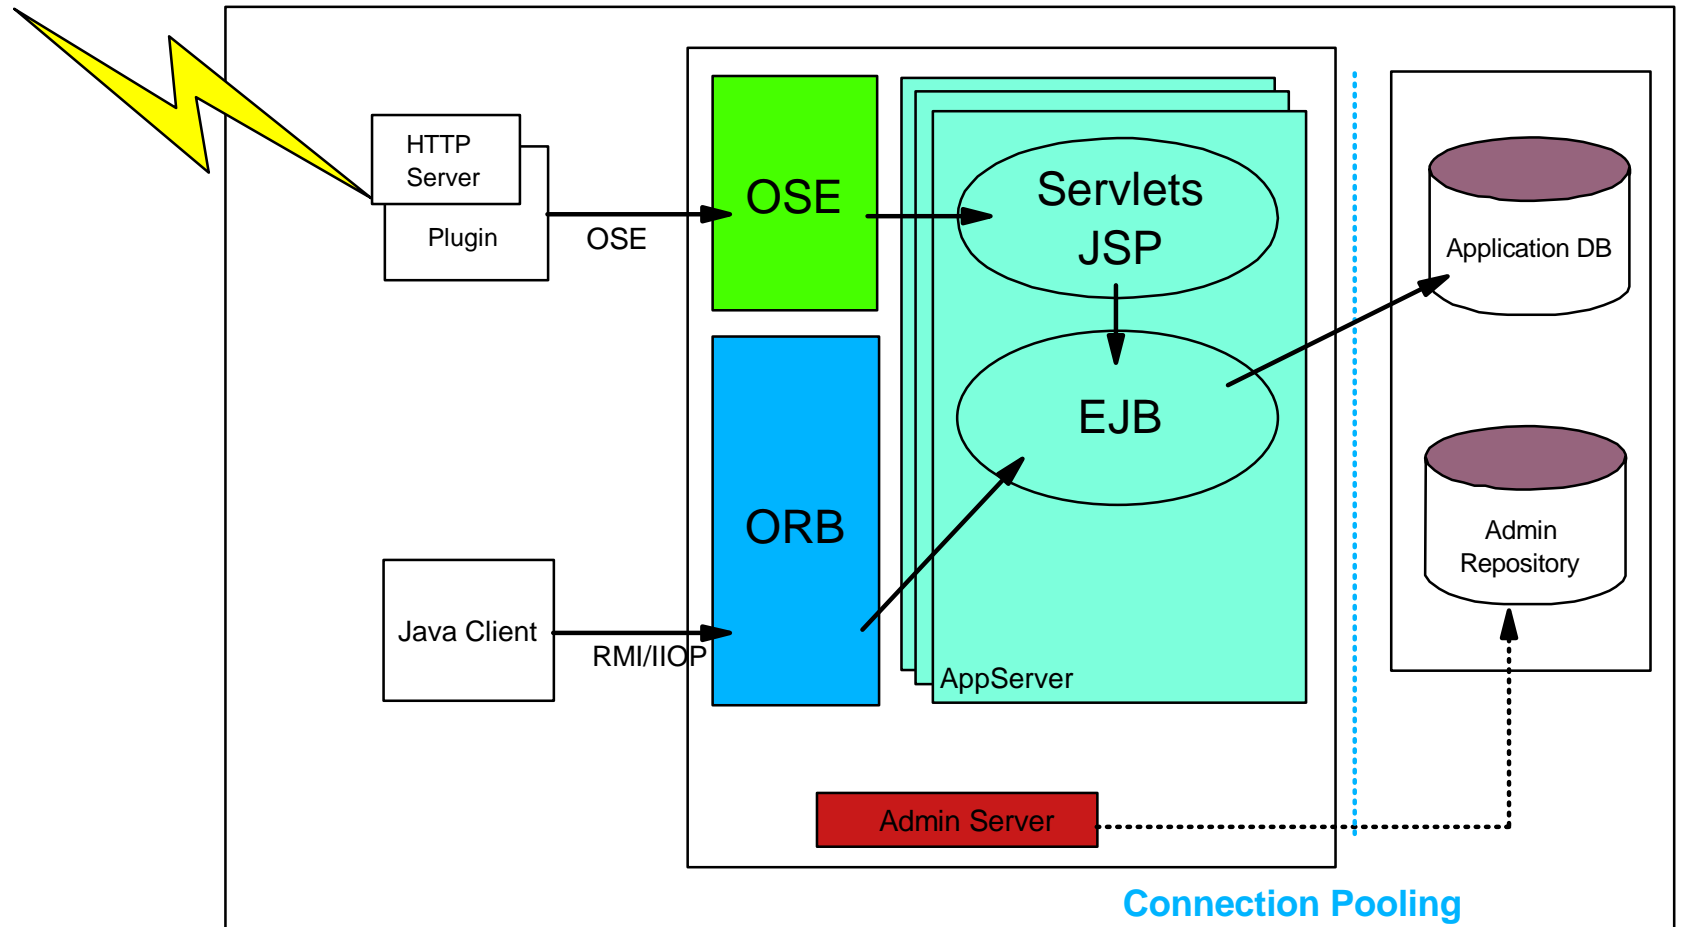 HTTP
Server
Plugin
OSE
OSE
Servlets
JSP
Application DB
EJB
ORB
Admin
Repository
Java Client
RMI/IIOP
AppServer
Admin Server
Connection Pooling